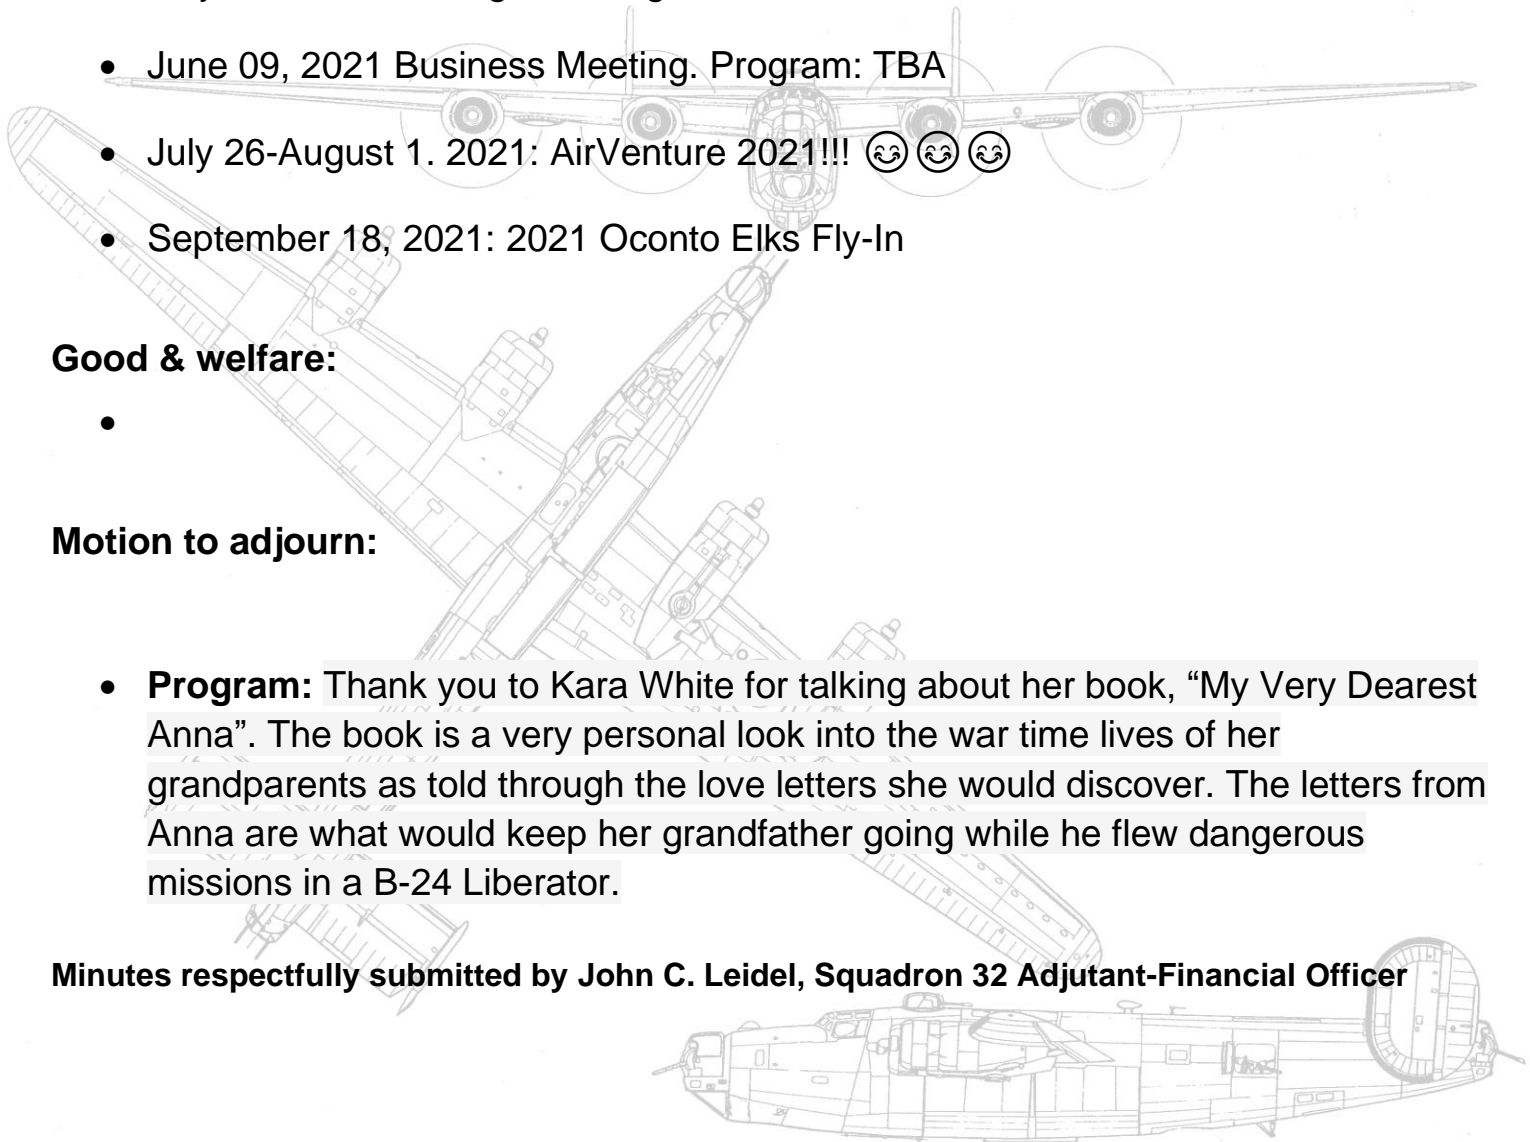 • June 09, 2021 Business Meeting. Program: TBA
• July 26-August 1. 2021: AirVenture 2021!!! 😊😊😊
• September 18, 2021: 2021 Oconto Elks Fly-In
Good & welfare:
•
Motion to adjourn:
• Program: Thank you to Kara White for talking about her book, “My Very Dearest
Anna”. The book is a very personal look into the war time lives of her
grandparents as told through the love letters she would discover. The letters from
Anna are what would keep her grandfather going while he flew dangerous
missions in a B-24 Liberator.
Minutes respectfully submitted by John C. Leidel, Squadron 32 Adjutant-Financial Officer